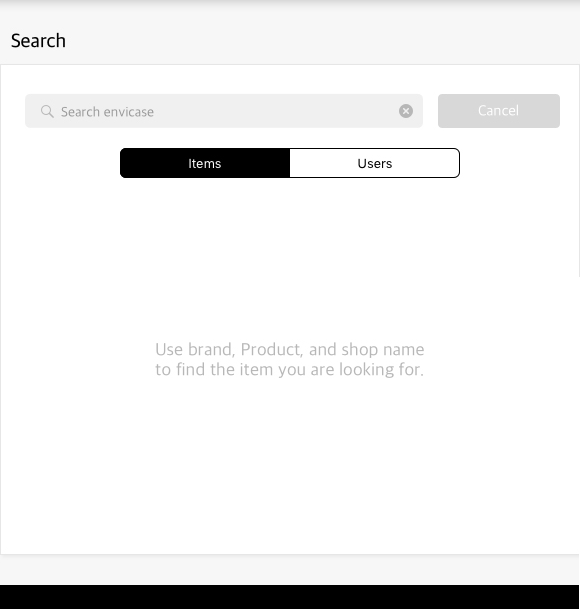 Search
Search envicase
Cancel
Items
Users
Use brand, Product, and shop name
to find the item you are looking for.